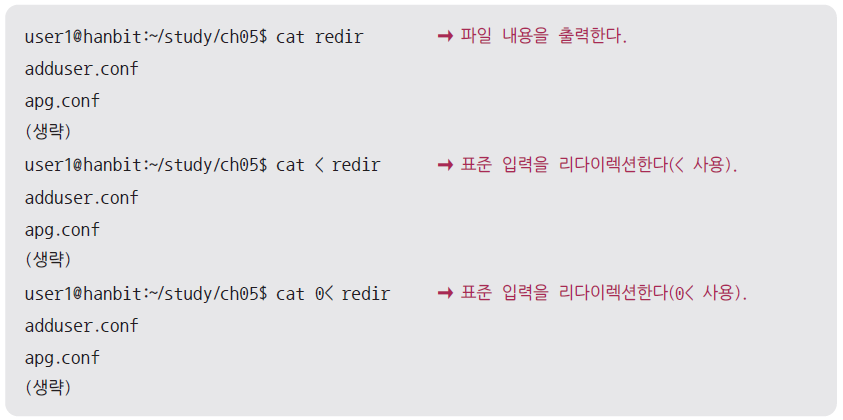 user1@hanbit:~/study/ch05$ cat redir → 파일 내용을 출력한다.
adduser.conf
apg.conf
(생략)
user1@hanbit:~/study/ch05$ cat < redir → 표준 입력을 리다이렉션한다(< 사용).
adduser.conf
apg.conf
(생략)
user1@hanbit:~/study/ch05$ cat 0< redir → 표준 입력을 리다이렉션한다(0< 사용).
adduser.conf
apg.conf
(생략)